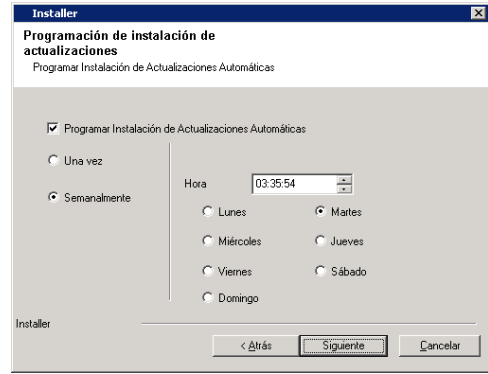 Installer
Programación de instalación de
actualizaciones
Programar Instalación de Actualizaciones Automáticas
Programar Instalación de Actualizaciones Automáticas
Una vez
Semanalmente
Hora 03:35:54
Lunes Martes
Miércoles Jueves
Viernes Sábado
Domingo
Installer
< Atrás Siguiente Cancelar